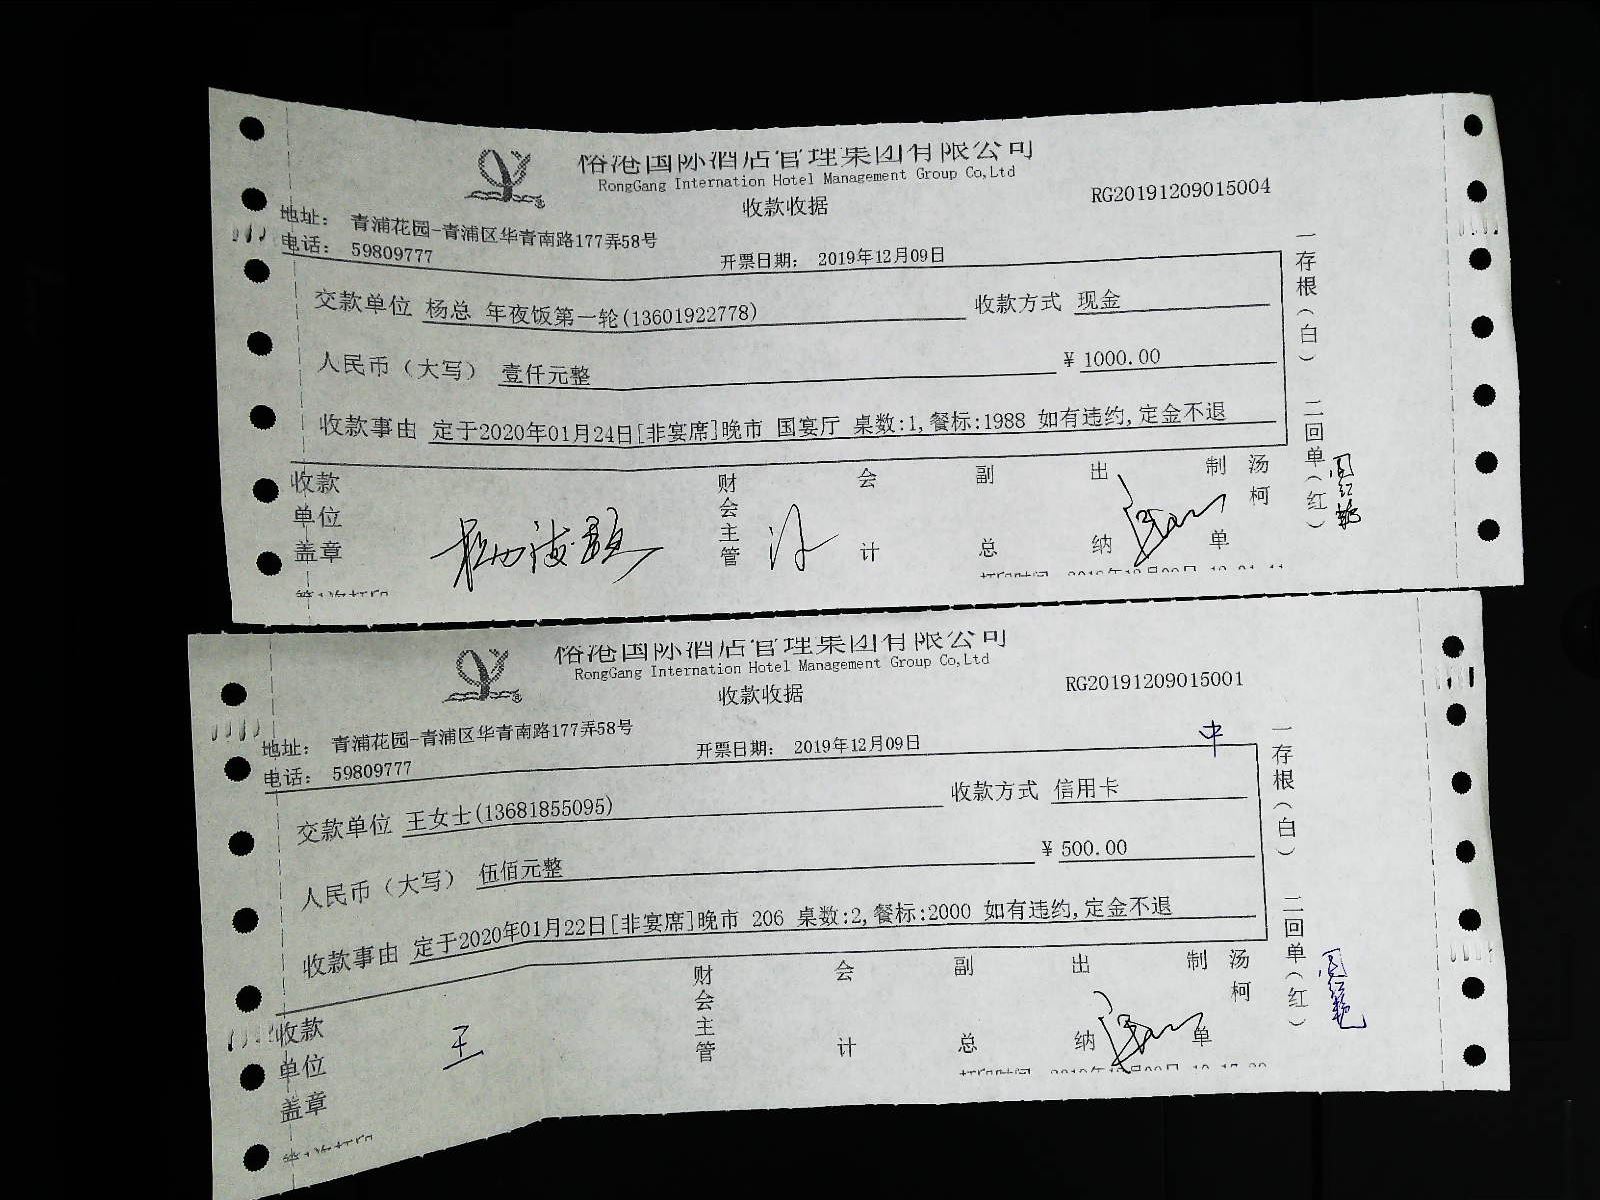 裕港国际酒店管理集团有限公司
RongGang Internation Hotel Management Group Co,Ltd
收款收据
RG20191209015004
地址： 青浦花园-青浦区华青南路177弄58号
电话： 59809777
开票日期： 2019年12月09日
交款单位 杨总 年夜饭第一轮(13601922778) 收款方式 现金
人民币（大写） 壹仟元整 ¥ 1000.00
收款事由 定于2020年01月24日[非宴席]晚市 国宴厅 桌数:1,餐标:1988 如有违约,定金不退
收款单位盖章
财会主管 会计 副总 出纳 制单 汤柯
一存根（白） 二回单（红）
裕港国际酒店管理集团有限公司
RongGang Internation Hotel Management Group Co,Ltd
收款收据
RG20191209015001
地址： 青浦花园-青浦区华青南路177弄58号
电话： 59809777
开票日期： 2019年12月09日
中
交款单位 王女士(13681855095) 收款方式 信用卡
人民币（大写） 伍佰元整 ¥ 500.00
收款事由 定于2020年01月22日[非宴席]晚市 206 桌数:2,餐标:2000 如有违约,定金不退
收款单位盖章 王
财会主管 会计 副总 出纳 制单 汤柯
一存根（白） 二回单（红）